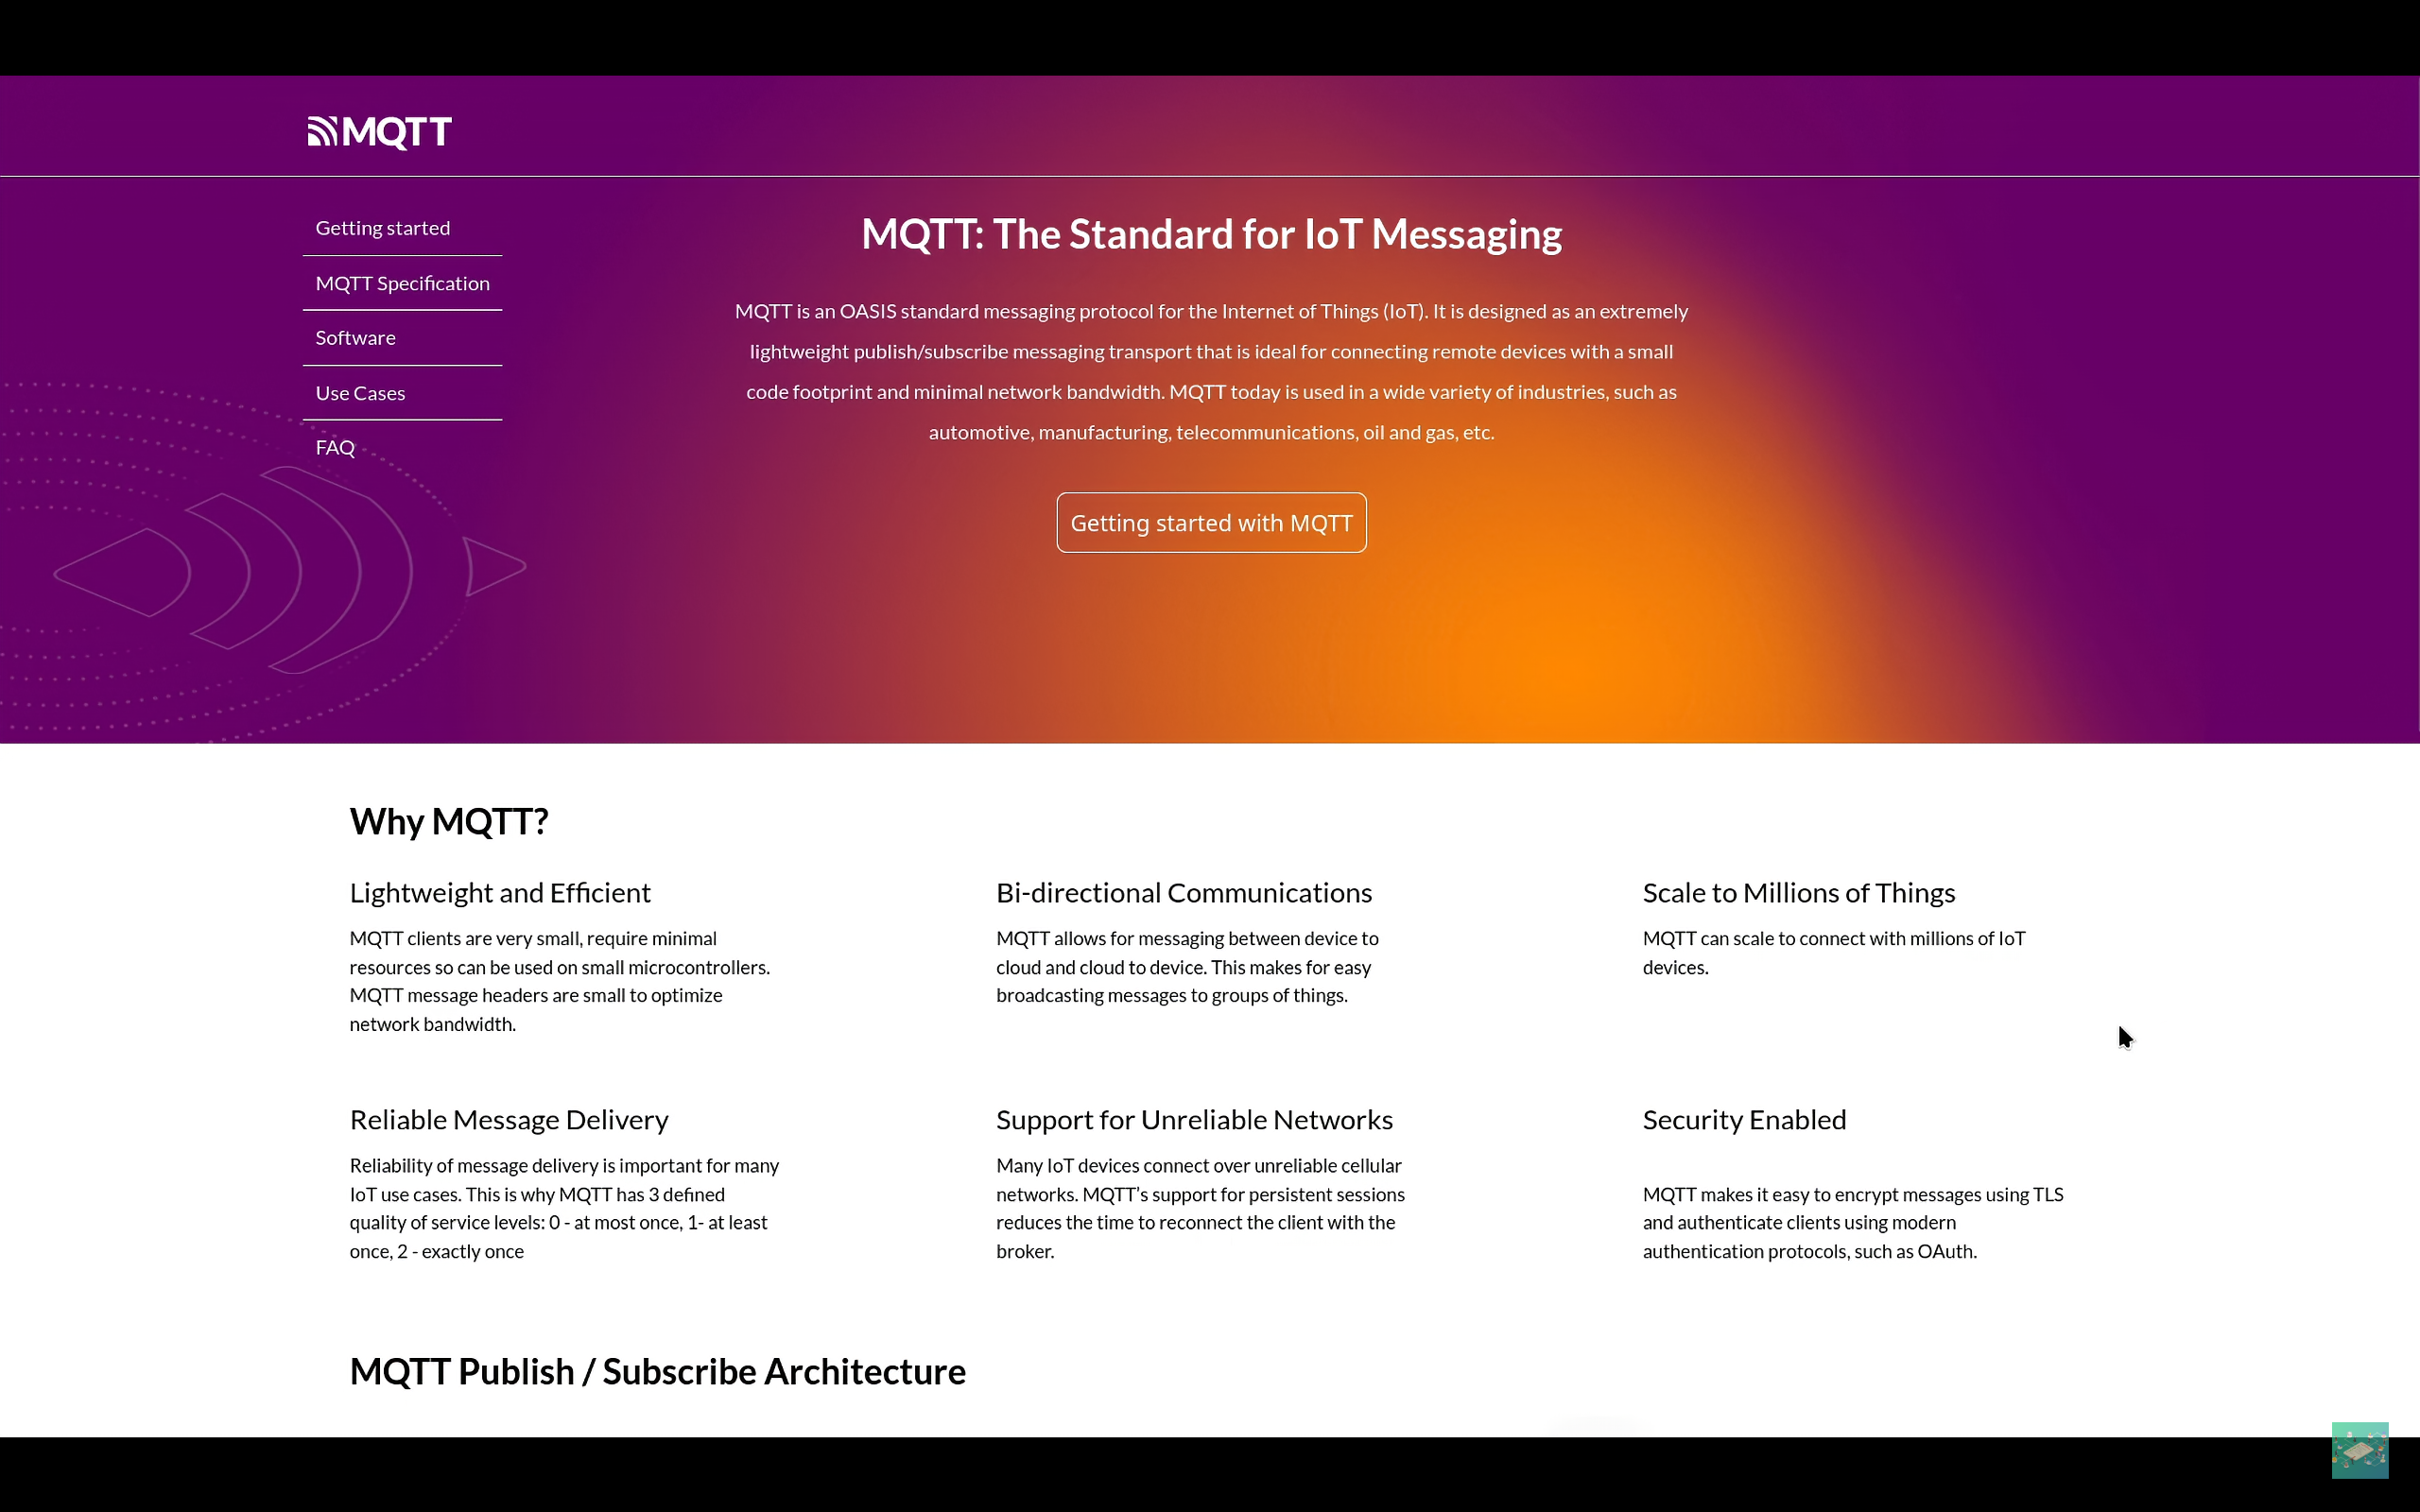 MQTT
Getting started
MQTT Specification
Software
Use Cases
FAQ
MQTT: The Standard for IoT Messaging
MQTT is an OASIS standard messaging protocol for the Internet of Things (IoT). It is designed as an extremely
lightweight publish/subscribe messaging transport that is ideal for connecting remote devices with a small
code footprint and minimal network bandwidth. MQTT today is used in a wide variety of industries, such as
automotive, manufacturing, telecommunications, oil and gas, etc.
Getting started with MQTT
Why MQTT?
Lightweight and Efficient
MQTT clients are very small, require minimal
resources so can be used on small microcontrollers.
MQTT message headers are small to optimize
network bandwidth.
Bi-directional Communications
MQTT allows for messaging between device to
cloud and cloud to device. This makes for easy
broadcasting messages to groups of things.
Scale to Millions of Things
MQTT can scale to connect with millions of IoT
devices.
Reliable Message Delivery
Reliability of message delivery is important for many
IoT use cases. This is why MQTT has 3 defined
quality of service levels: 0 - at most once, 1- at least
once, 2 - exactly once
Support for Unreliable Networks
Many IoT devices connect over unreliable cellular
networks. MQTT’s support for persistent sessions
reduces the time to reconnect the client with the
broker.
Security Enabled
MQTT makes it easy to encrypt messages using TLS
and authenticate clients using modern
authentication protocols, such as OAuth.
MQTT Publish / Subscribe Architecture